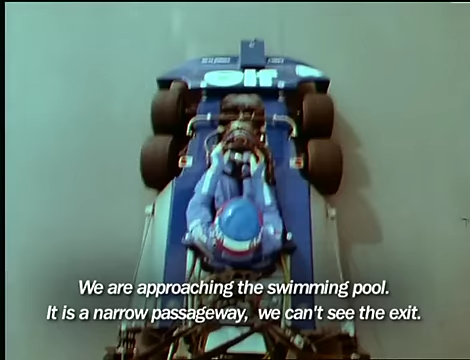 elf
We are approaching the swimming pool.
It is a narrow passageway, we can't see the exit.